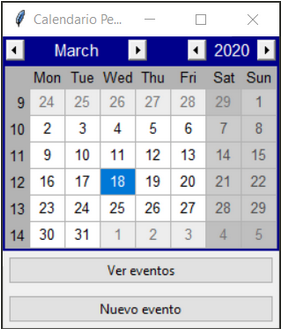 Calendario Pe...
March 2020
Mon Tue Wed Thu Fri Sat Sun
9 24 25 26 27 28 29 1
10 2 3 4 5 6 7 8
11 9 10 11 12 13 14 15
12 16 17 18 19 20 21 22
13 23 24 25 26 27 28 29
14 30 31 1 2 3 4 5
Ver eventos
Nuevo evento